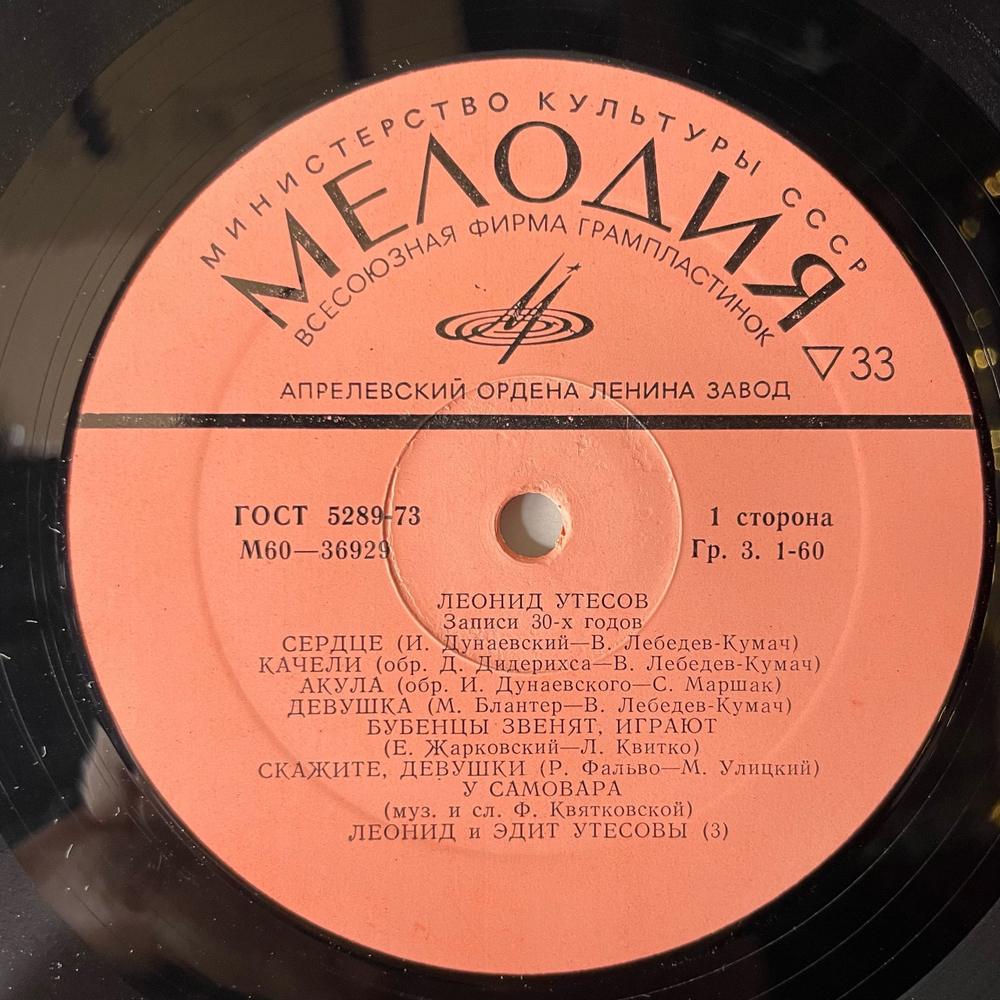 МИНИСТЕРСТВО КУЛЬТУРЫ СССР
МЕЛОДИЯ
ВСЕСОЮЗНАЯ ФИРМА ГРАМПЛАСТИНОК
33
АПРЕЛЕВСКИЙ ОРДЕНА ЛЕНИНА ЗАВОД
ГОСТ 5289-73
1 сторона
М60—36929
Гр. 3. 1-60
ЛЕОНИД УТЕСОВ
Записи 30-х годов
СЕРДЦЕ (И. Дунаевский—В. Лебедев-Кумач)
КАЧЕЛИ (обр. Д. Дидерихса—В. Лебедев-Кумач)
АКУЛА (обр. И. Дунаевского—С. Маршак)
ДЕВУШКА (М. Блантер—В. Лебедев-Кумач)
БУБЕНЦЫ ЗВЕНЯТ, ИГРАЮТ
(Е. Жарковский—Л. Квитко)
СКАЖИТЕ, ДЕВУШКИ (Р. Фальво—М. Улицкий)
У САМОВАРА
(муз. и сл. Ф. Квятковской)
ЛЕОНИД и ЭДИТ УТЕСОВЫ (3)